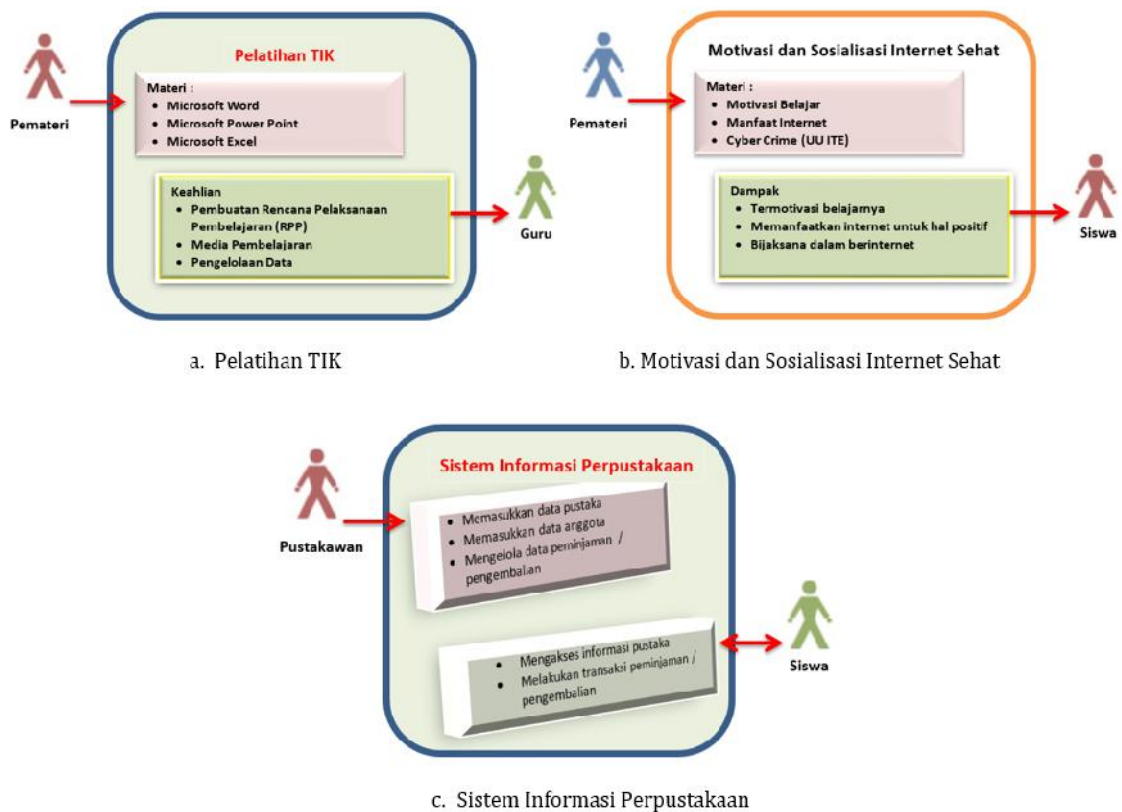 Pelatihan TIK
Pemateri
Materi :
• Microsoft Word
• Microsoft Power Point
• Microsoft Excel
Keahlian
• Pembuatan Rencana Pelaksanaan
Pembelajaran (RPP)
• Media Pembelajaran
• Pengelolaan Data
Guru
a. Pelatihan TIK
Motivasi dan Sosialisasi Internet Sehat
Pemateri
Materi :
• Motivasi Belajar
• Manfaat Internet
• Cyber Crime (UU ITE)
Dampak
• Termotivasi belajarnya
• Memanfaatkan internet untuk hal positif
• Bijaksana dalam berinternet
Siswa
b. Motivasi dan Sosialisasi Internet Sehat
Sistem Informasi Perpustakaan
Pustakawan
• Memasukkan data pustaka
• Memasukkan data anggota
• Mengelola data peminjaman /
pengembalian
• Mengakses informasi pustaka
• Melakukan transaksi peminjaman /
pengembalian
Siswa
c. Sistem Informasi Perpustakaan